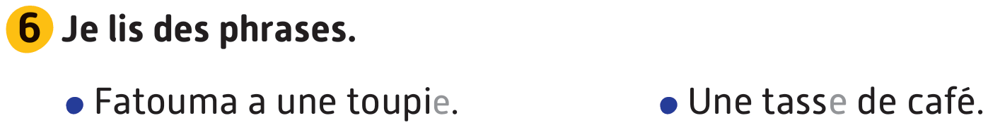 6 Je lis des phrases.
• Fatouma a une toupie. • Une tasse de café.